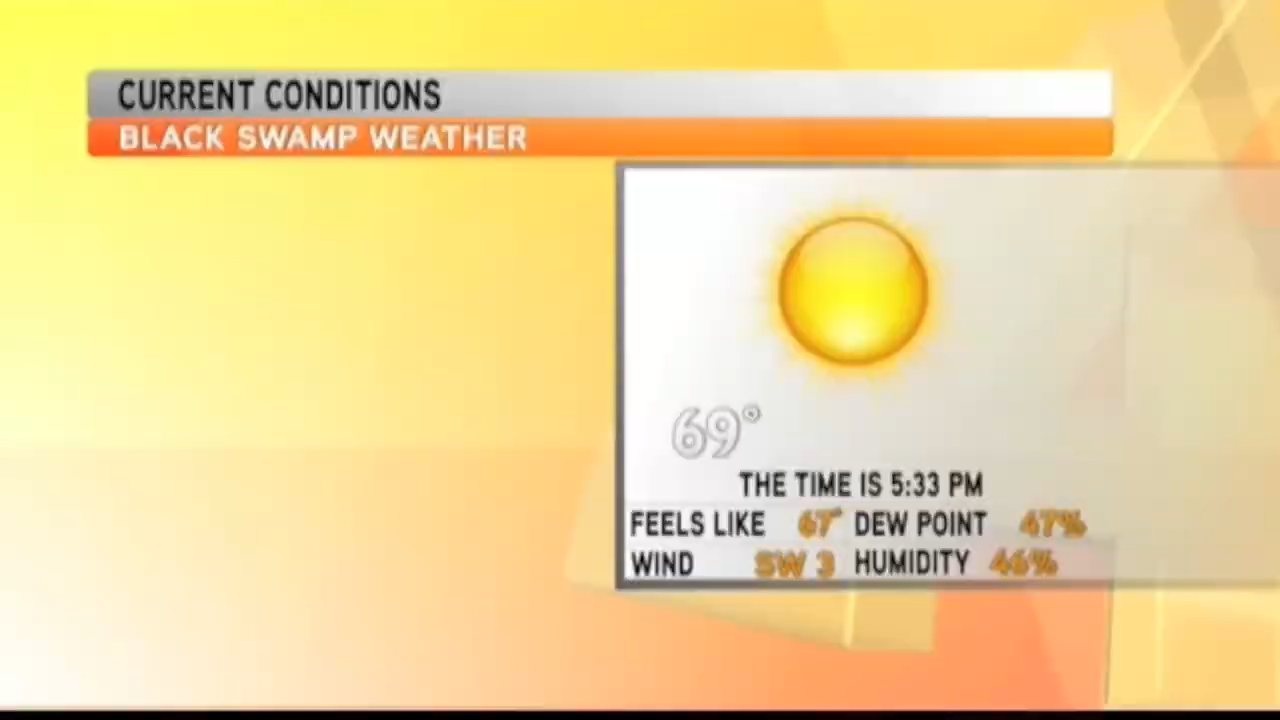 CURRENT CONDITIONS
BLACK SWAMP WEATHER
69°
THE TIME IS 5:33 PM
FEELS LIKE 67° DEW POINT 47%
WIND SW 3 HUMIDITY 46%